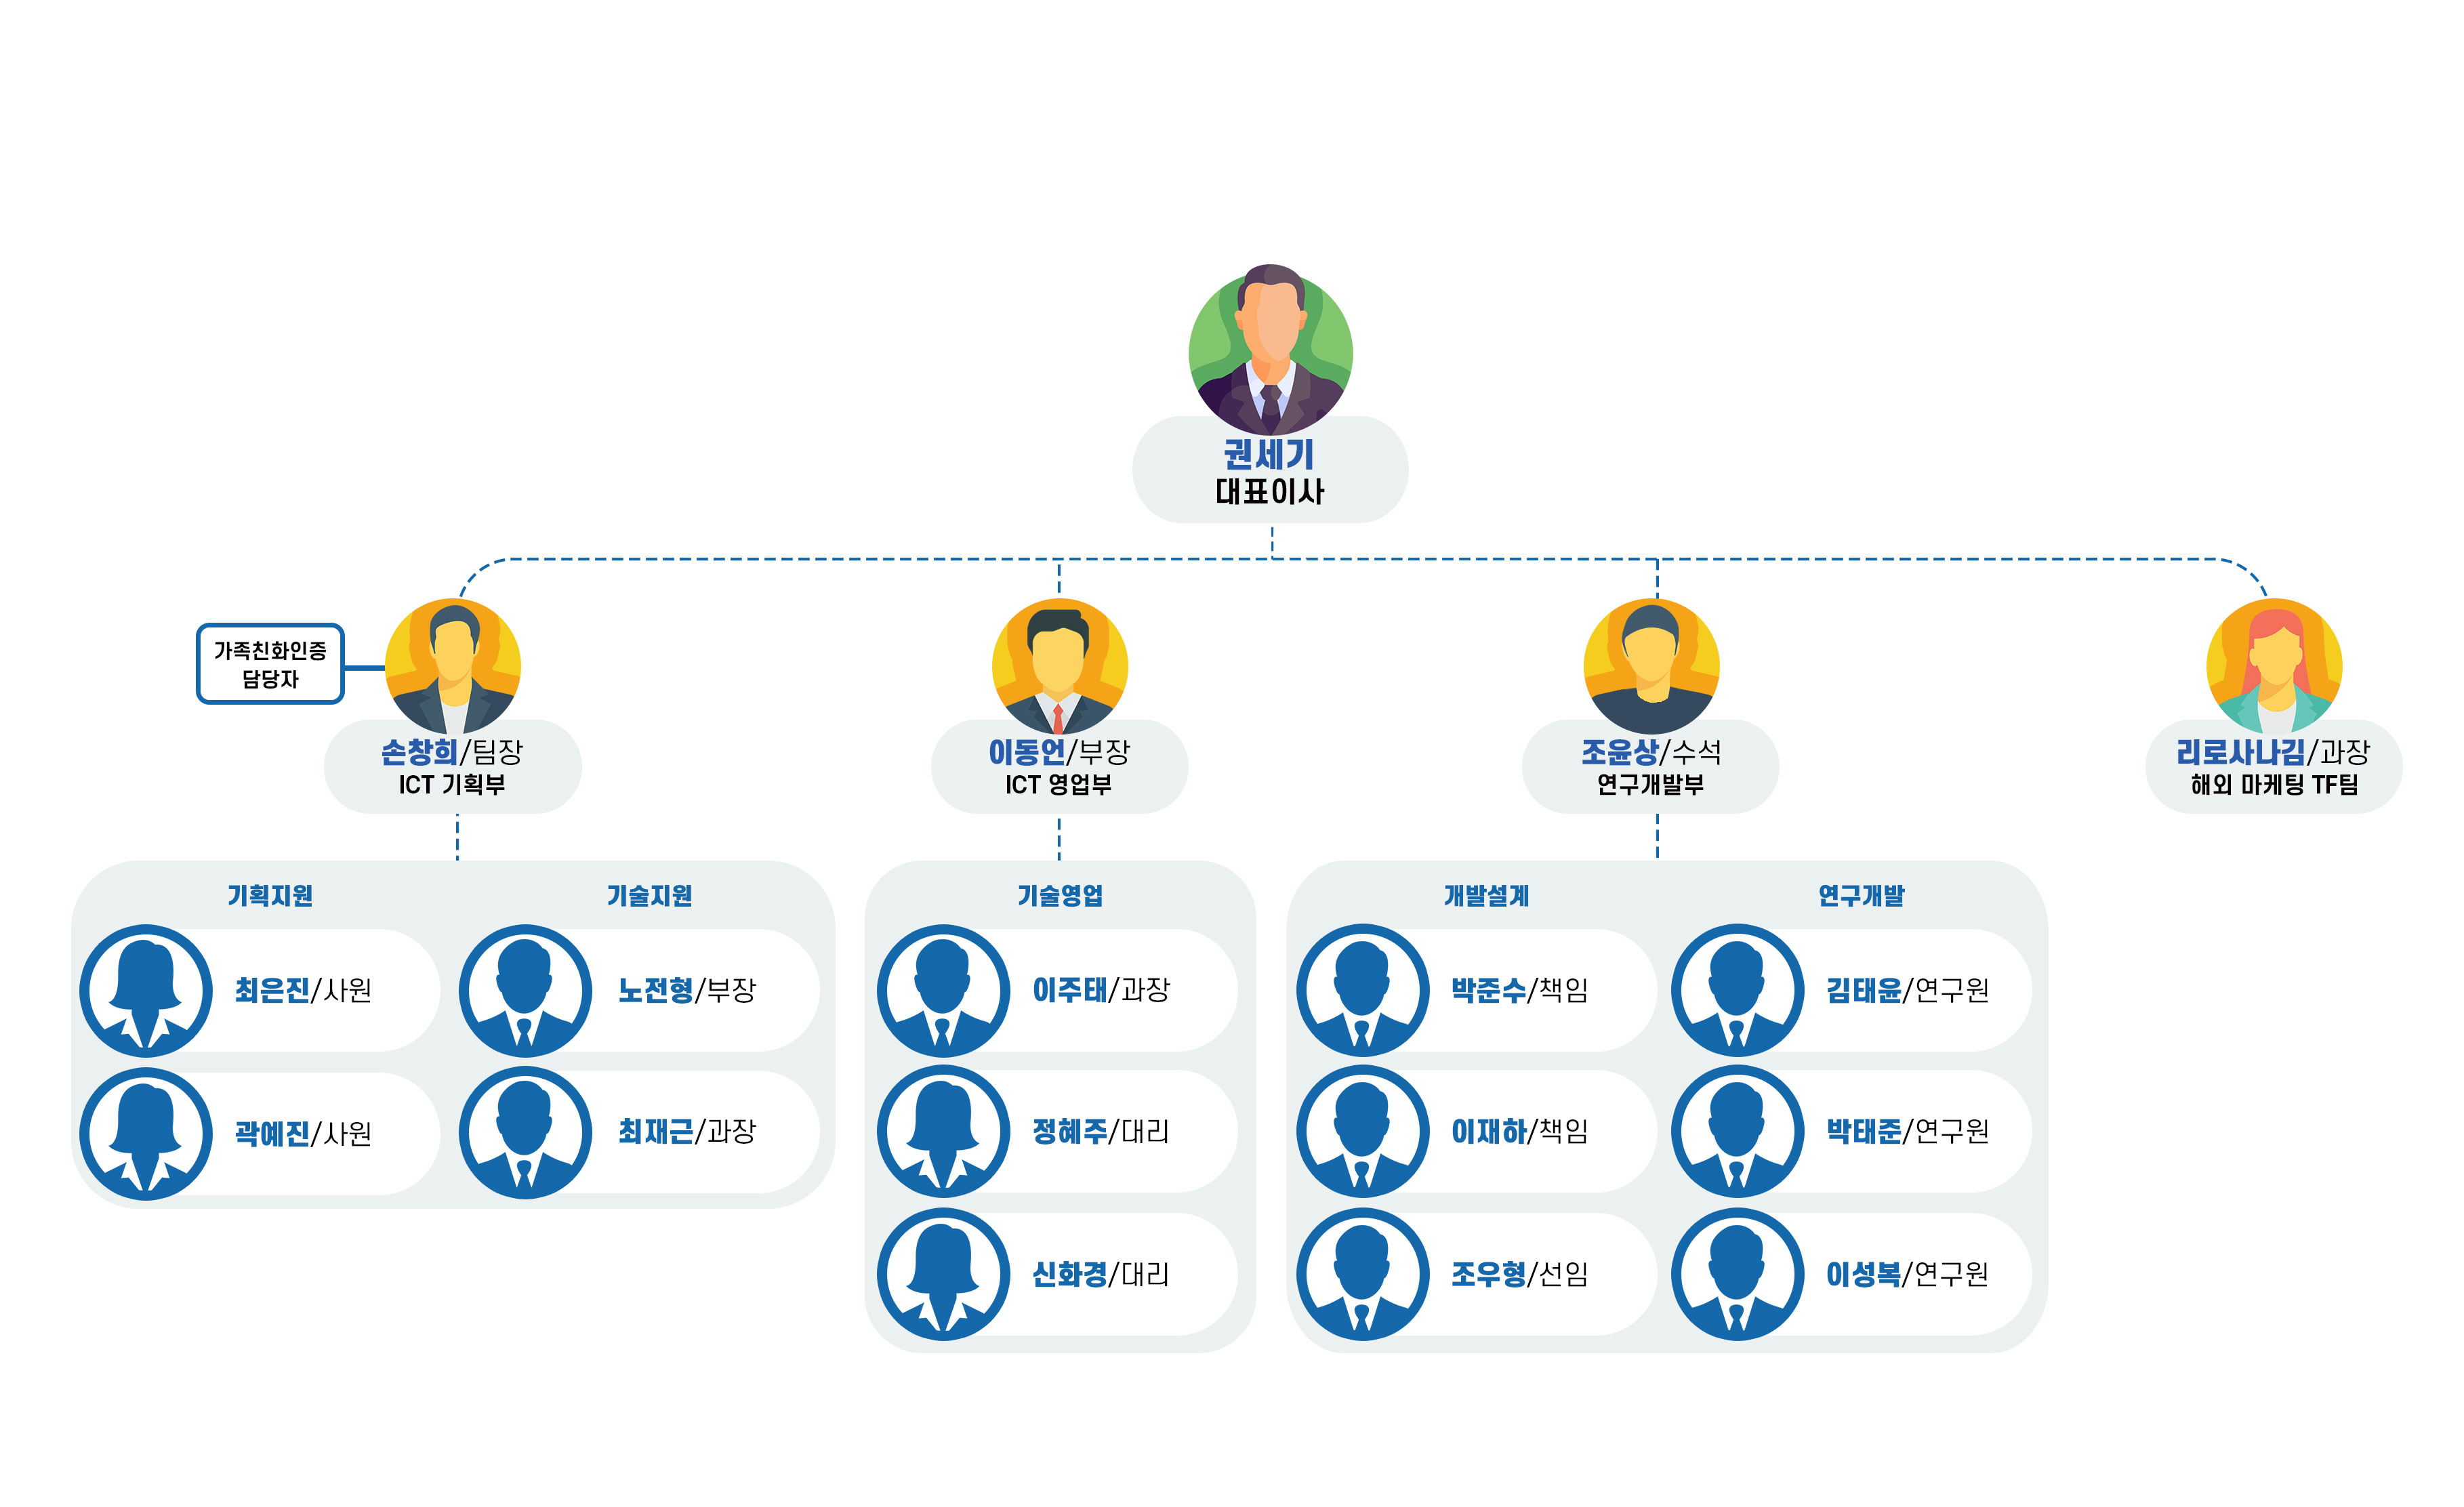 권세기
대표이사
가족친화인증
담당자
손창희/팀장
ICT 기획부
이동언/부장
ICT 영업부
조윤상/수석
연구개발부
리로사나김/과장
해외 마케팅 TF팀
기획지원
최은진/사원
곽예진/사원
기술지원
노전형/부장
최재근/과장
기술영업
이주태/과장
정혜주/대리
신화경/대리
개발설계
박준수/책임
이재하/책임
조우형/선임
연구개발
김태윤/연구원
박태준/연구원
이성복/연구원